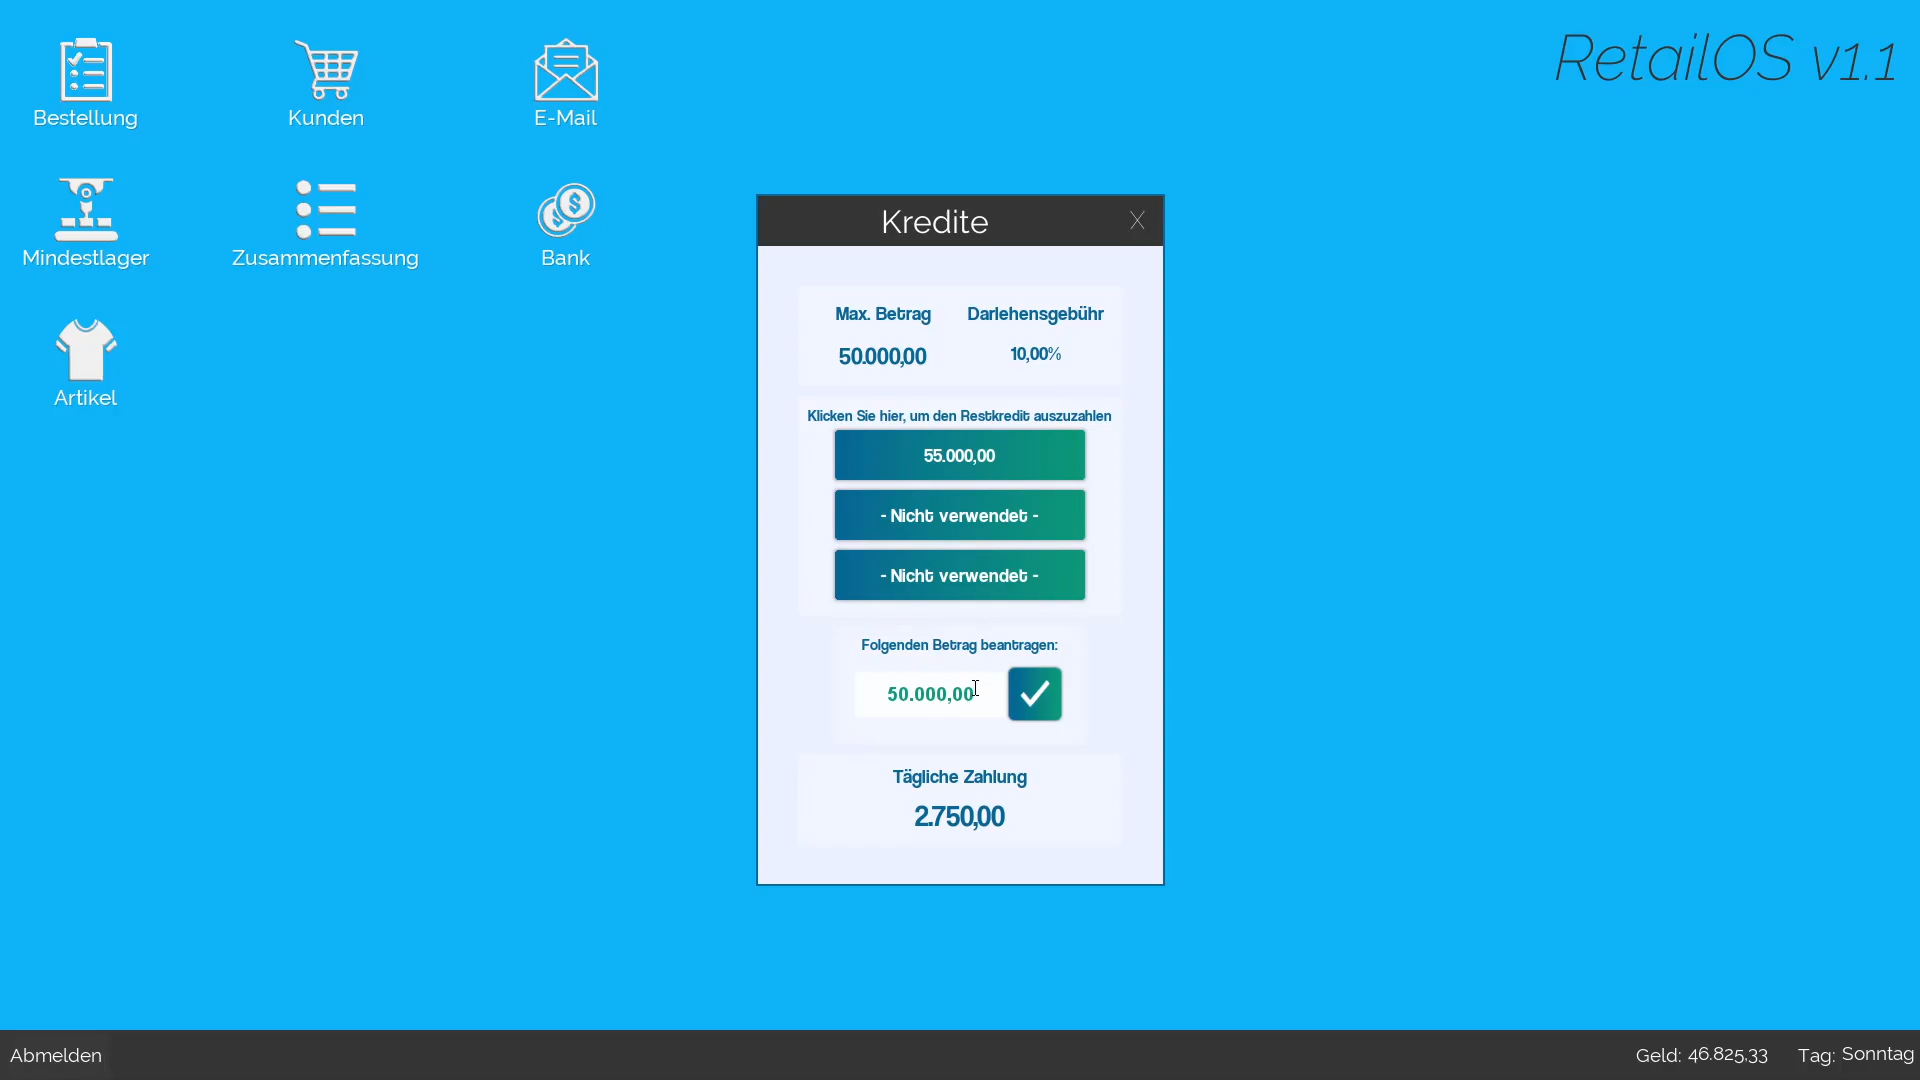 RetailOS v1.1
Bestellung
Kunden
E-Mail
Mindestlager
Zusammenfassung
Bank
Artikel
Kredite
X
Max. Betrag
Darlehensgebühr
50.000,00
10,00%
Klicken Sie hier, um den Restkredit auszuzahlen
55.000,00
- Nicht verwendet -
- Nicht verwendet -
Folgenden Betrag beantragen:
50.000,00
Tägliche Zahlung
2.750,00
Abmelden
Geld: 46.825,33
Tag: Sonntag